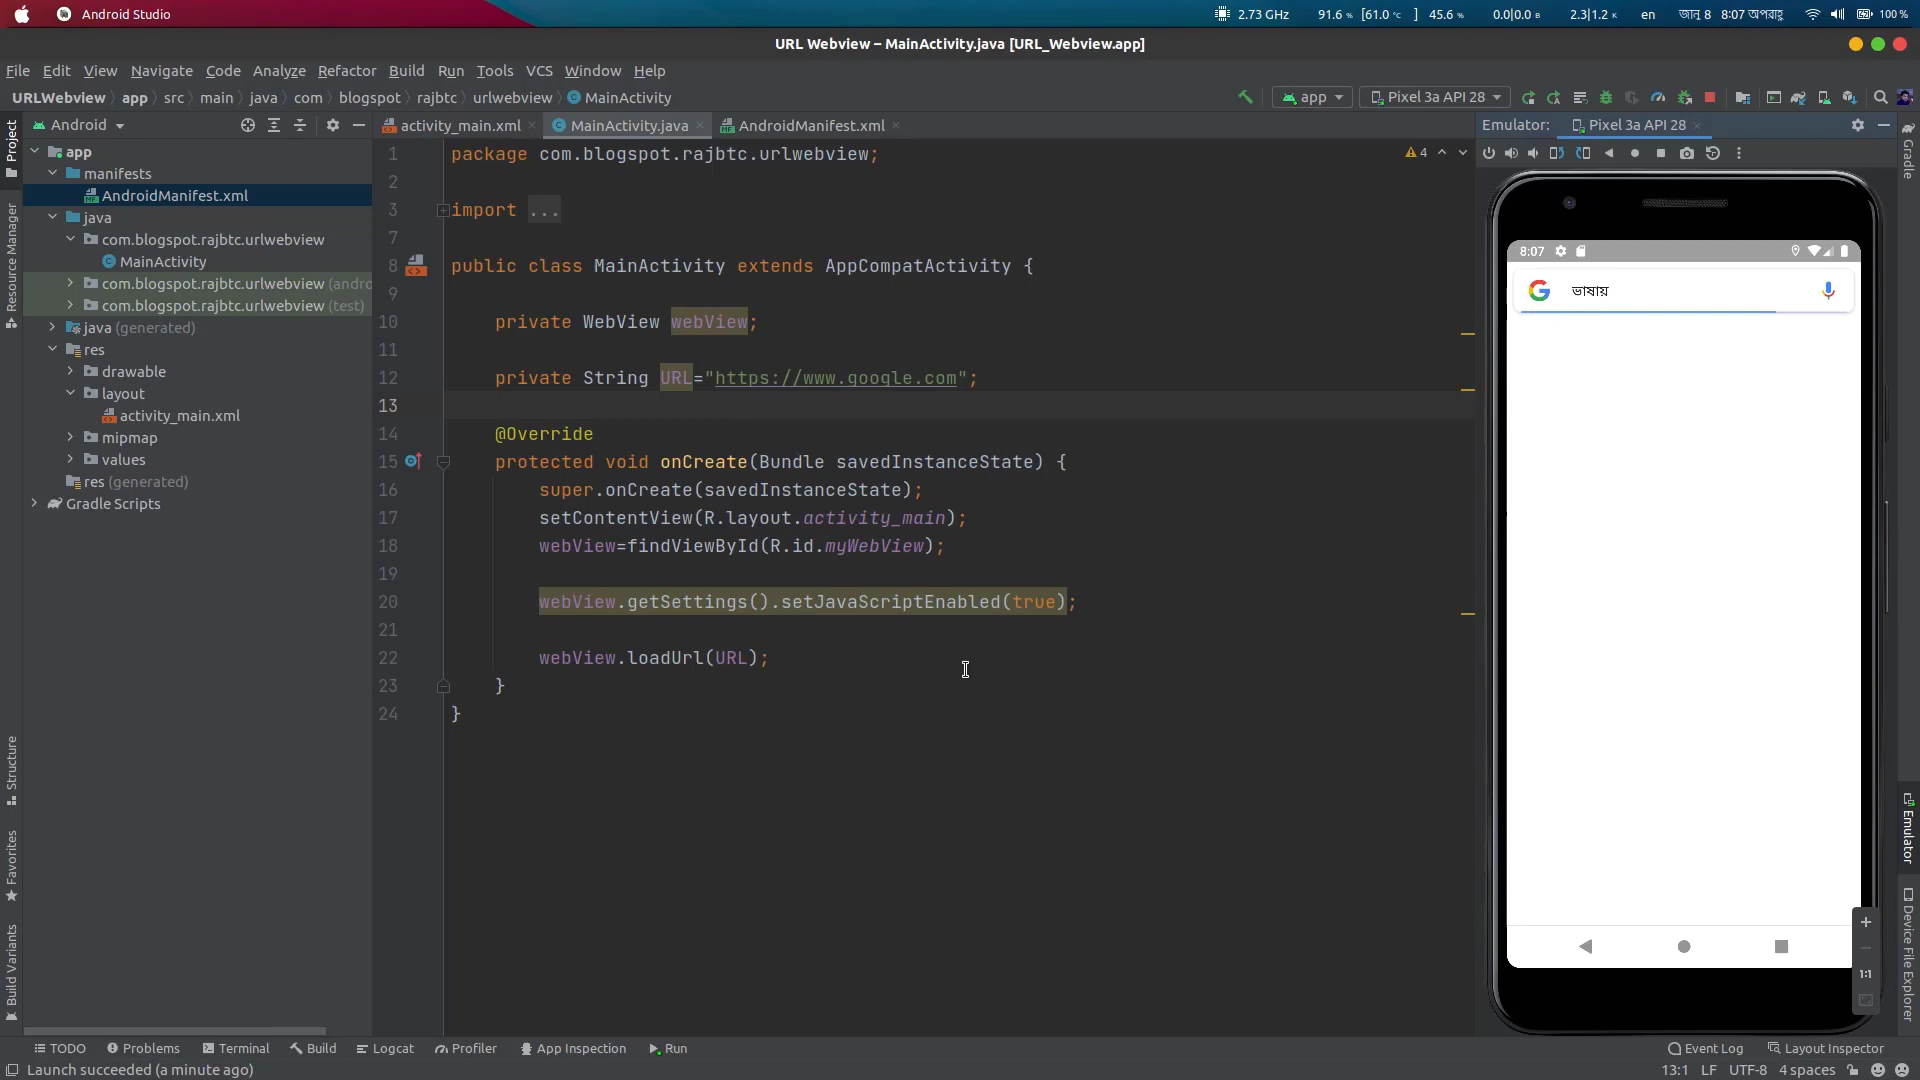 Android Studio
2.73 GHz 91.6 % [61.0 °C ] 45.6 % 0.0|0.0 B 2.3|1.2 K en জানু 8 8:07 অপরাহ্ণ 100 %
URL Webview – MainActivity.java [URL_Webview.app]
File Edit View Navigate Code Analyze Refactor Build Run Tools VCS Window Help
URLWebview app src main java com blogspot rajbtc urlwebview MainActivity
app Pixel 3a API 28
Android
activity_main.xml MainActivity.java AndroidManifest.xml
Emulator: Pixel 3a API 28
Project
Resource Manager
Structure
Favorites
Build Variants
app
manifests
AndroidManifest.xml
java
com.blogspot.rajbtc.urlwebview
MainActivity
com.blogspot.rajbtc.urlwebview (andro
com.blogspot.rajbtc.urlwebview (test)
java (generated)
res
drawable
layout
activity_main.xml
mipmap
values
res (generated)
Gradle Scripts
4
1 package com.blogspot.rajbtc.urlwebview;
2
3 import ...
7
8 public class MainActivity extends AppCompatActivity {
9
10 private WebView webView;
11
12 private String URL="https://www.google.com";
13
14 @Override
15 protected void onCreate(Bundle savedInstanceState) {
16 super.onCreate(savedInstanceState);
17 setContentView(R.layout.activity_main);
18 webView=findViewById(R.id.myWebView);
19
20 webView.getSettings().setJavaScriptEnabled(true);
21
22 webView.loadUrl(URL);
23 }
24 }
8:07
ভাষায়
1:1
Gradle
Emulator
Device File Explorer
TODO Problems Terminal Build Logcat Profiler App Inspection Run Event Log Layout Inspector
Launch succeeded (a minute ago) 13:1 LF UTF-8 4 spaces